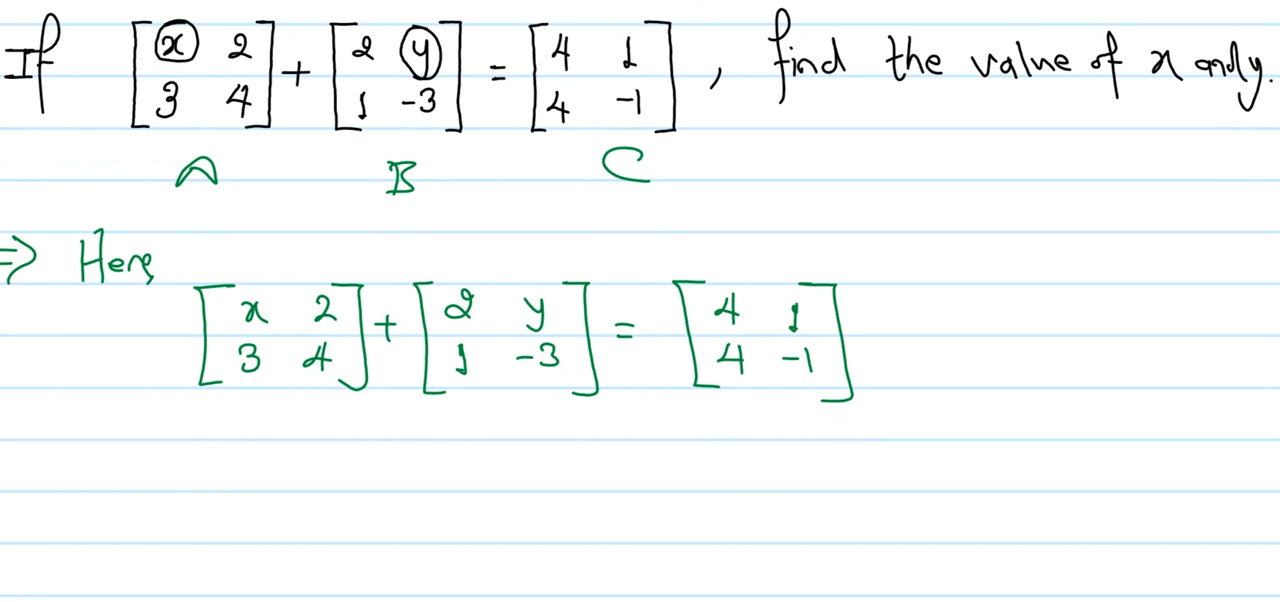 If [x 2] + [2 y] = [4 1], find the value of x and y.
[3 4] [1 -3] [4 -1]
A B C
=> Here,
[x 2] + [2 y] = [4 1]
[3 4] [1 -3] [4 -1]